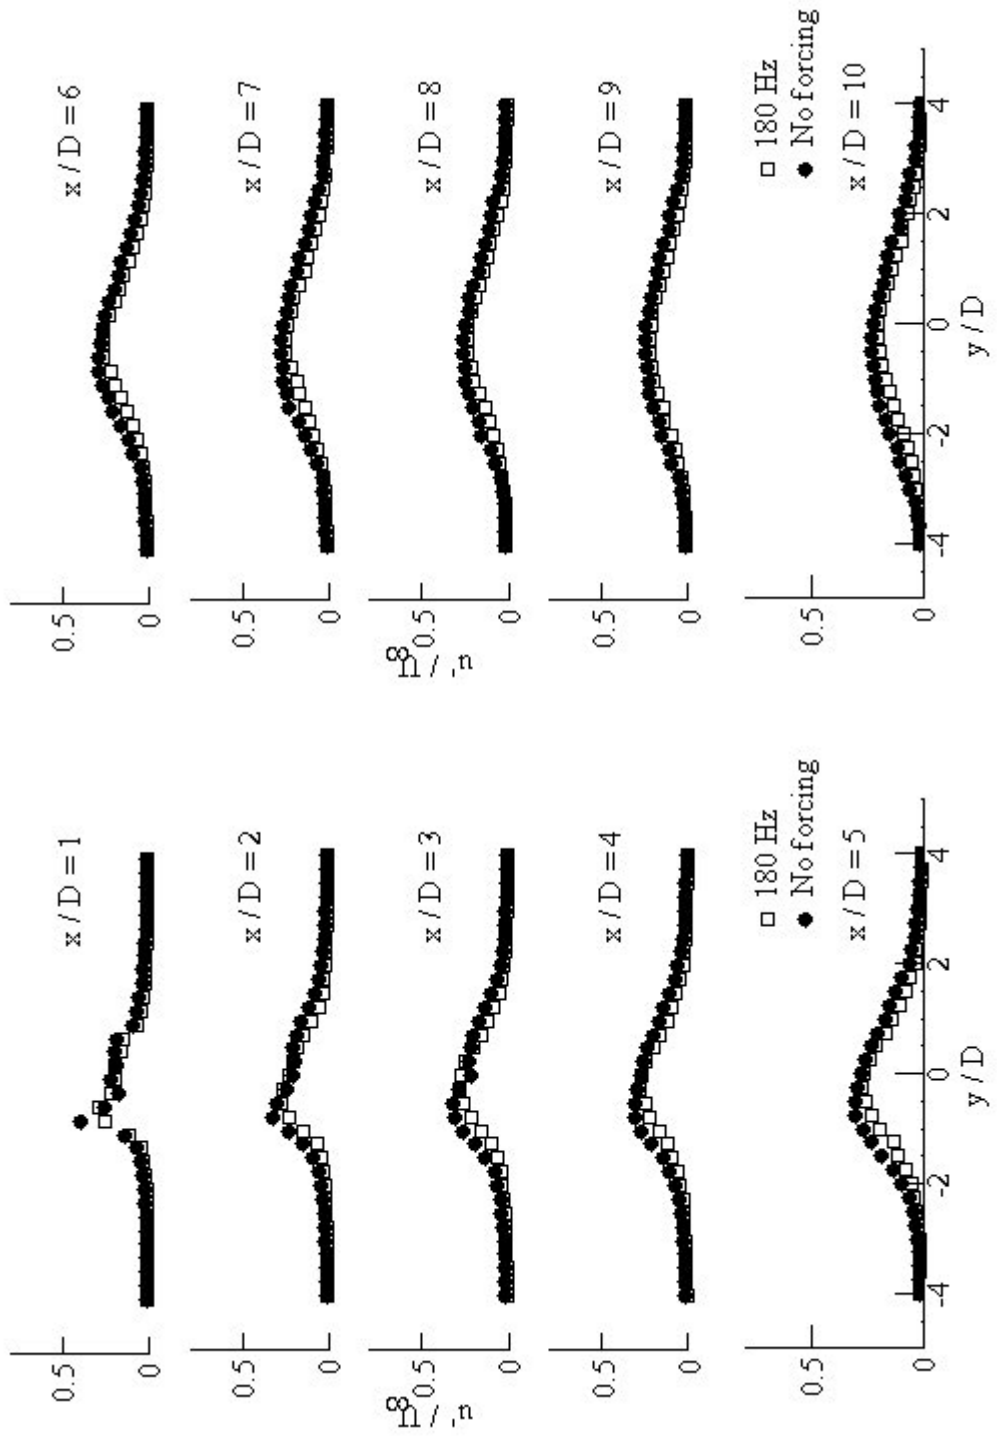 x / D = 1
0.5
0
x / D = 2
0.5
0
x / D = 3
0.5
0
u' / U∞
x / D = 4
0.5
0
□ 180 Hz
● No forcing
x / D = 5
0.5
0
-4 -2 0 2 4
y / D
x / D = 6
0.5
0
x / D = 7
0.5
0
x / D = 8
0.5
0
u' / U∞
x / D = 9
0.5
0
□ 180 Hz
● No forcing
x / D = 10
0.5
0
-4 -2 0 2 4
y / D